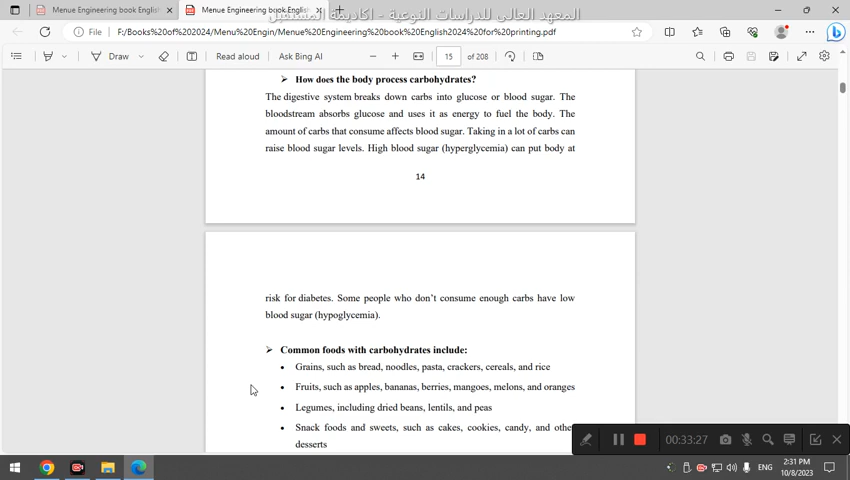 المعهد العالى للدراسات النوعية - اكاديمية المستقبل
Menue Engineering book English
Menue Engineering book English
File
F:/Books%20of%202024/Menu%20Engin/Menue%20Engineering%20book%20English2024%20for%20printing.pdf
Draw
Read aloud
Ask Bing AI
15
of 208
➢ How does the body process carbohydrates?
The digestive system breaks down carbs into glucose or blood sugar. The
bloodstream absorbs glucose and uses it as energy to fuel the body. The
amount of carbs that consume affects blood sugar. Taking in a lot of carbs can
raise blood sugar levels. High blood sugar (hyperglycemia) can put body at
14
risk for diabetes. Some people who don't consume enough carbs have low
blood sugar (hypoglycemia).
➢ Common foods with carbohydrates include:
• Grains, such as bread, noodles, pasta, crackers, cereals, and rice
• Fruits, such as apples, bananas, berries, mangoes, melons, and oranges
• Legumes, including dried beans, lentils, and peas
• Snack foods and sweets, such as cakes, cookies, candy, and other
desserts
00:33:27
ENG
2:31 PM
10/8/2023